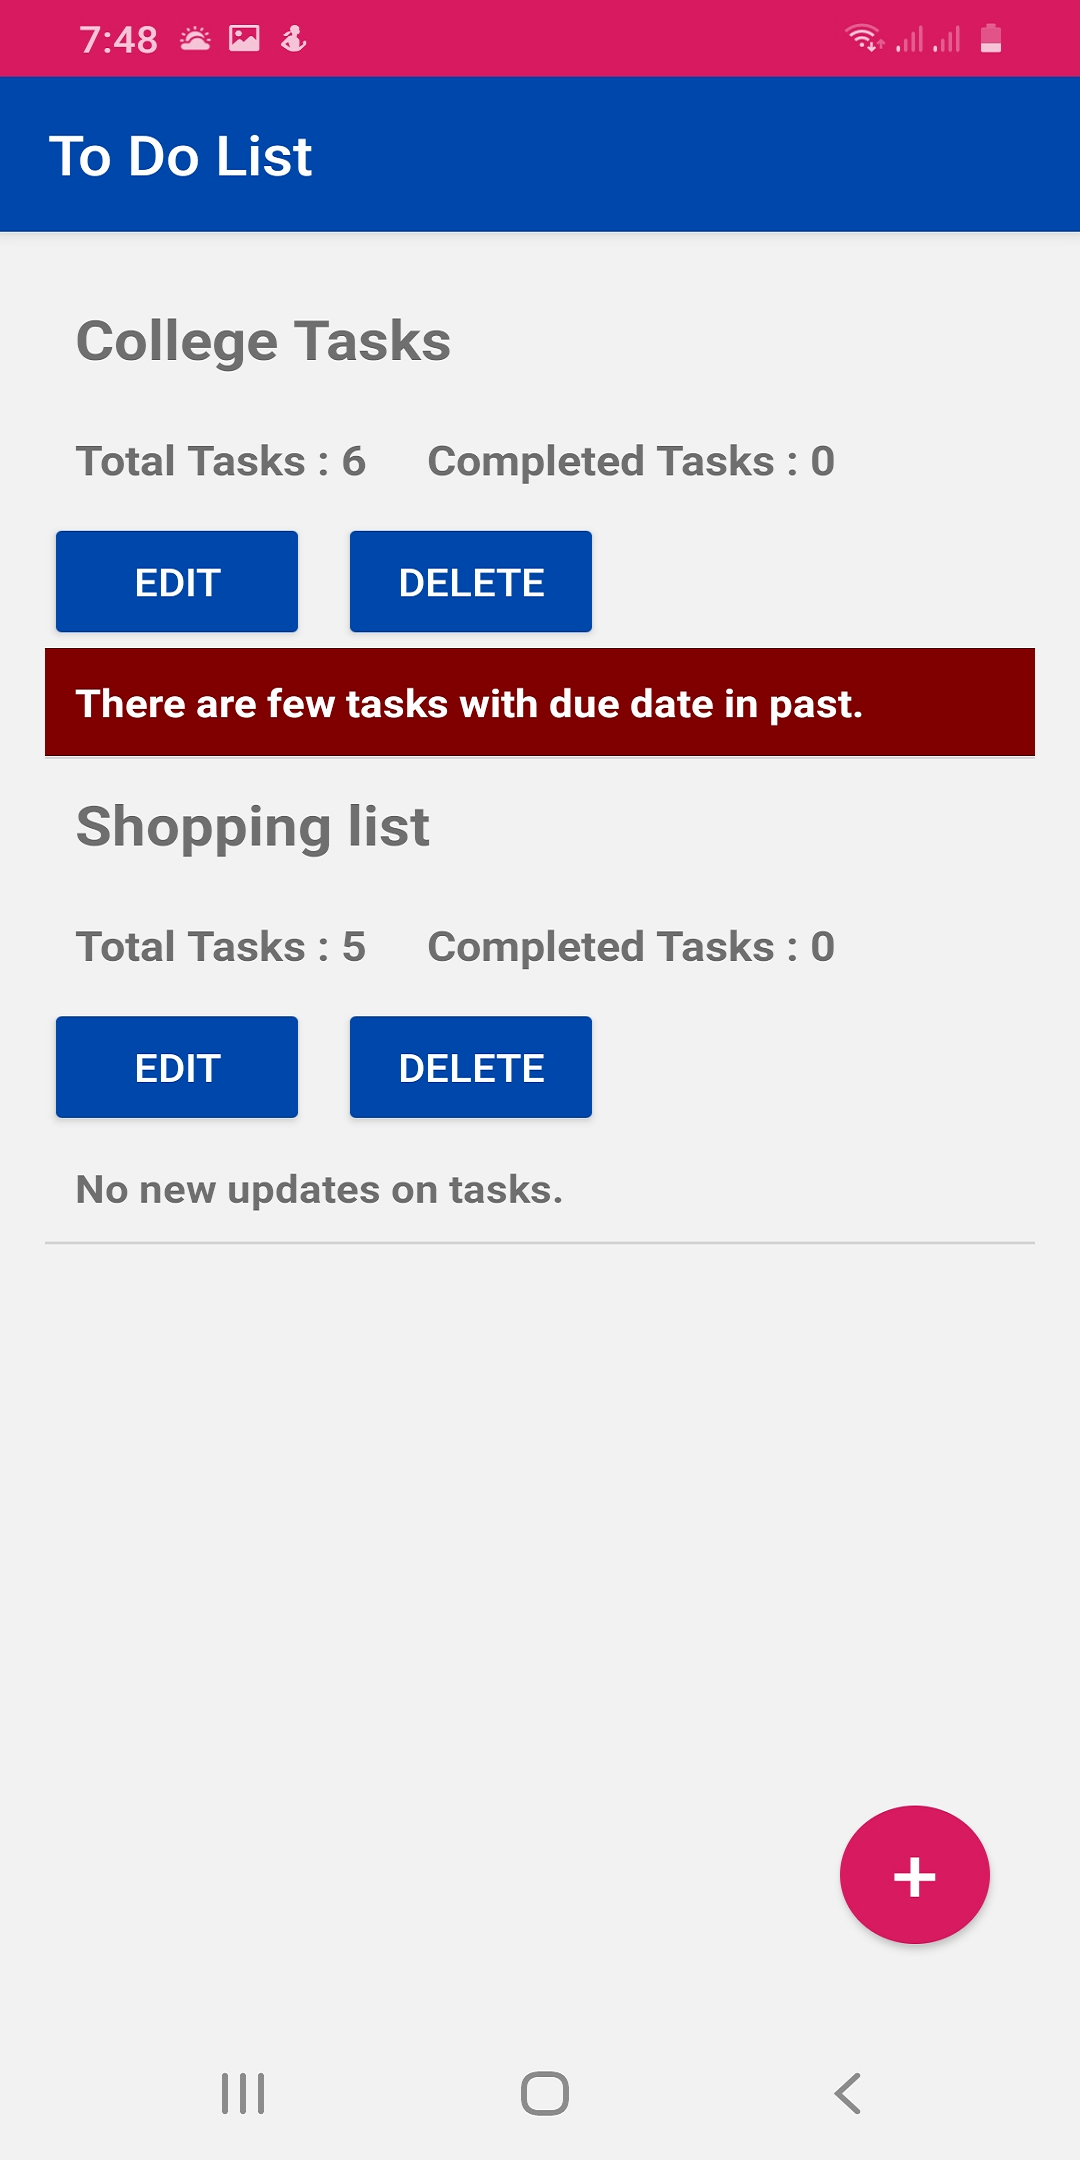 7:48
To Do List
College Tasks
Total Tasks : 6 Completed Tasks : 0
EDIT DELETE
There are few tasks with due date in past.
Shopping list
Total Tasks : 5 Completed Tasks : 0
EDIT DELETE
No new updates on tasks.
+